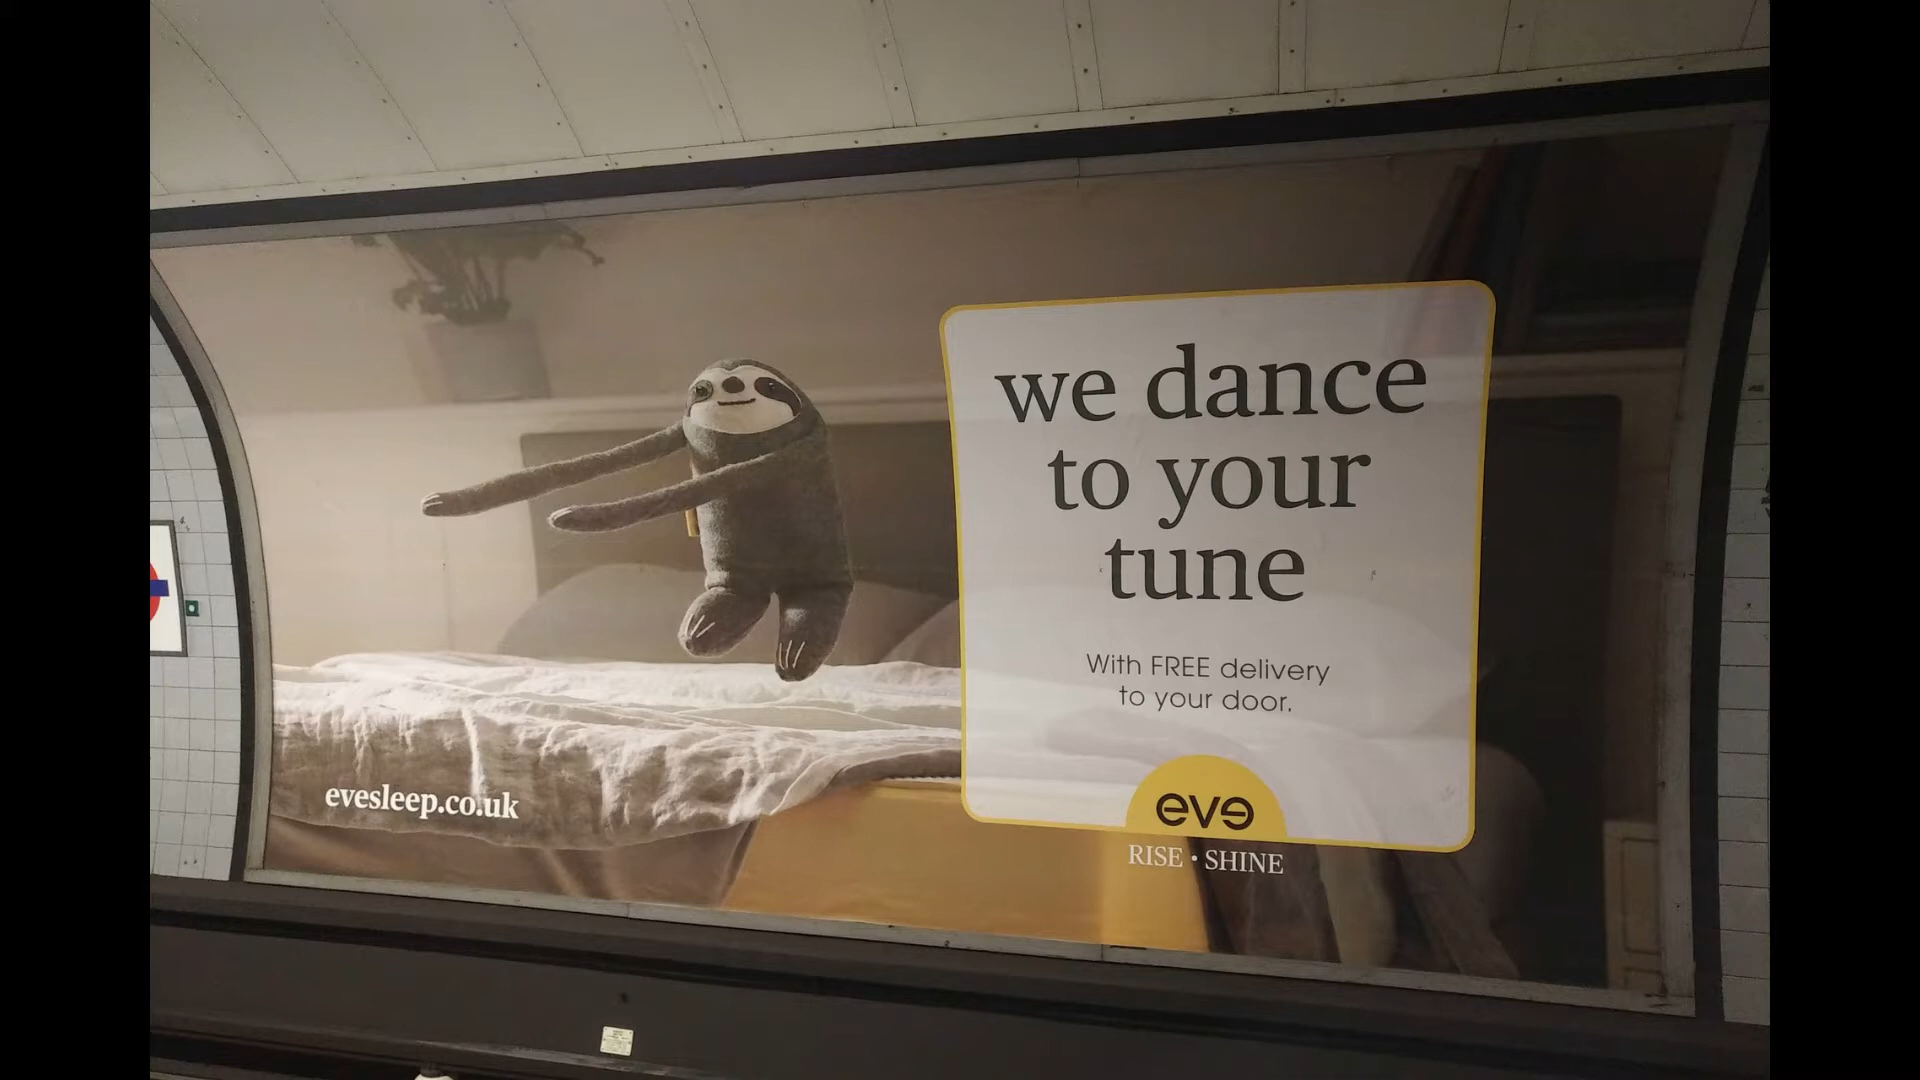 we dance
to your
tune
With FREE delivery
to your door.
eve
RISE • SHINE
evesleep.co.uk